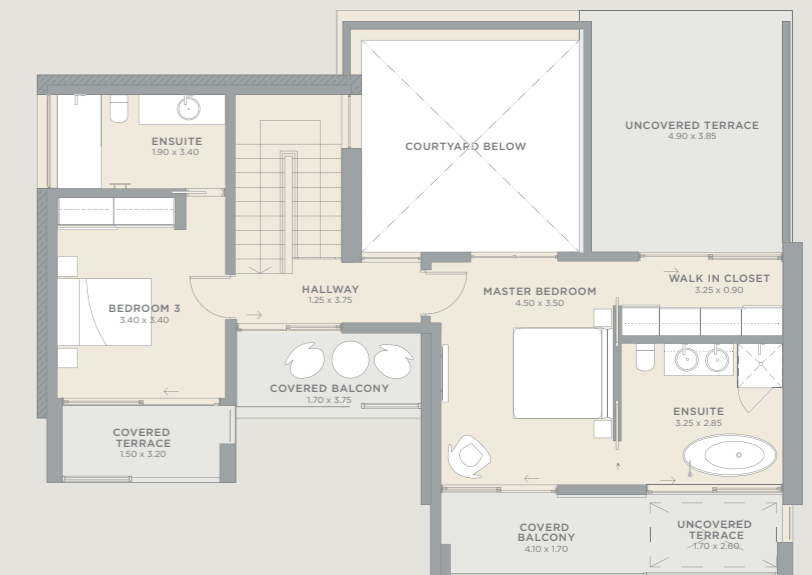 UNCOVERED TERRACE
4.90 x 3.85
ENSUITE
1.90 x 3.40
COURTYARD BELOW
WALK IN CLOSET
3.25 x 0.90
HALLWAY
1.25 x 3.75
MASTER BEDROOM
4.50 x 3.50
BEDROOM 3
3.40 x 3.40
COVERED BALCONY
1.70 x 3.75
ENSUITE
3.25 x 2.85
COVERED
TERRACE
1.50 x 3.20
COVERD
BALCONY
4.10 x 1.70
UNCOVERED
TERRACE
1.70 x 2.60